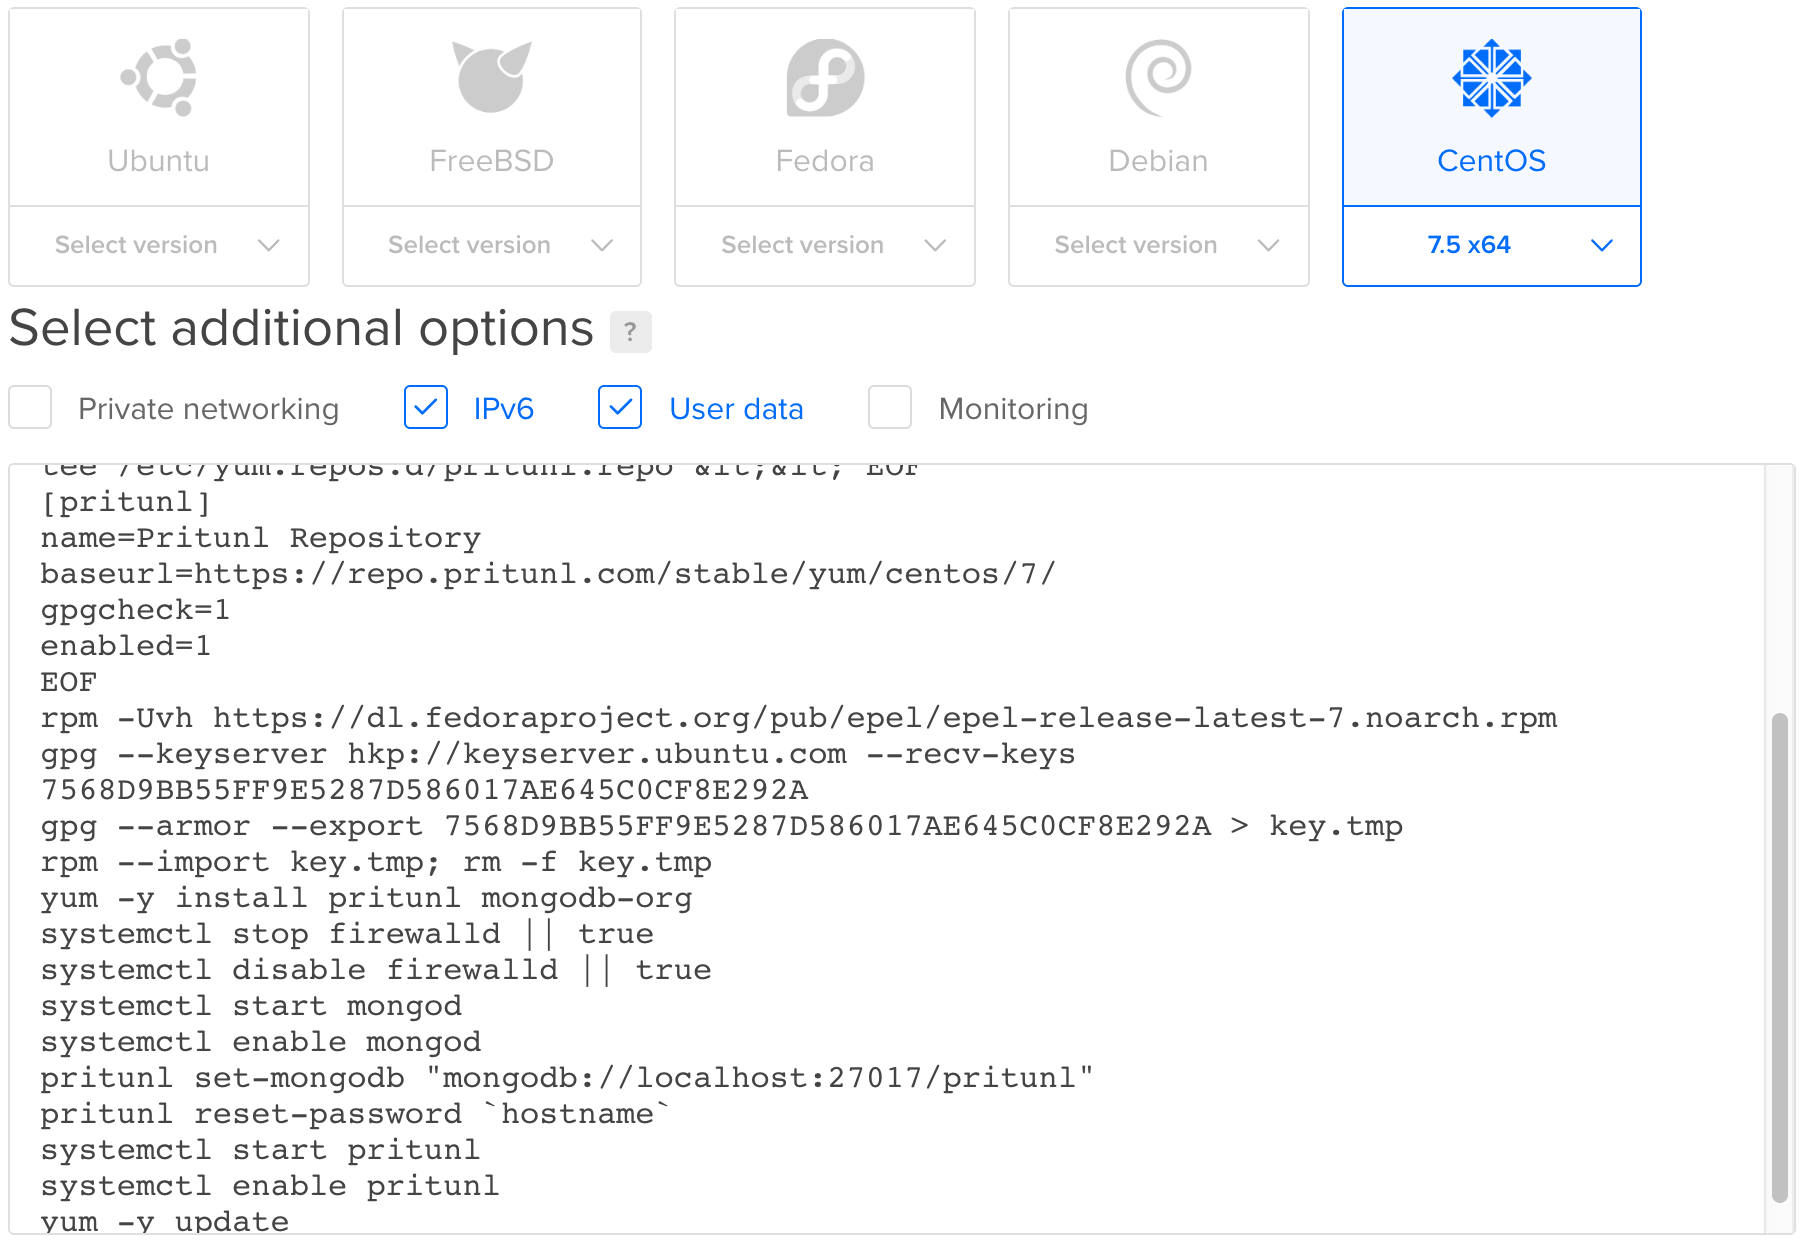 Ubuntu
FreeBSD
Fedora
Debian
CentOS
Select version
Select version
Select version
Select version
7.5 x64
Select additional options ?
Private networking
IPv6
User data
Monitoring
tee /etc/yum.repos.d/pritunl.repo &lt;&lt; EOF
[pritunl]
name=Pritunl Repository
baseurl=https://repo.pritunl.com/stable/yum/centos/7/
gpgcheck=1
enabled=1
EOF
rpm -Uvh https://dl.fedoraproject.org/pub/epel/epel-release-latest-7.noarch.rpm
gpg --keyserver hkp://keyserver.ubuntu.com --recv-keys
7568D9BB55FF9E5287D586017AE645C0CF8E292A
gpg --armor --export 7568D9BB55FF9E5287D586017AE645C0CF8E292A > key.tmp
rpm --import key.tmp; rm -f key.tmp
yum -y install pritunl mongodb-org
systemctl stop firewalld || true
systemctl disable firewalld || true
systemctl start mongod
systemctl enable mongod
pritunl set-mongodb "mongodb://localhost:27017/pritunl"
pritunl reset-password `hostname`
systemctl start pritunl
systemctl enable pritunl
yum -y update